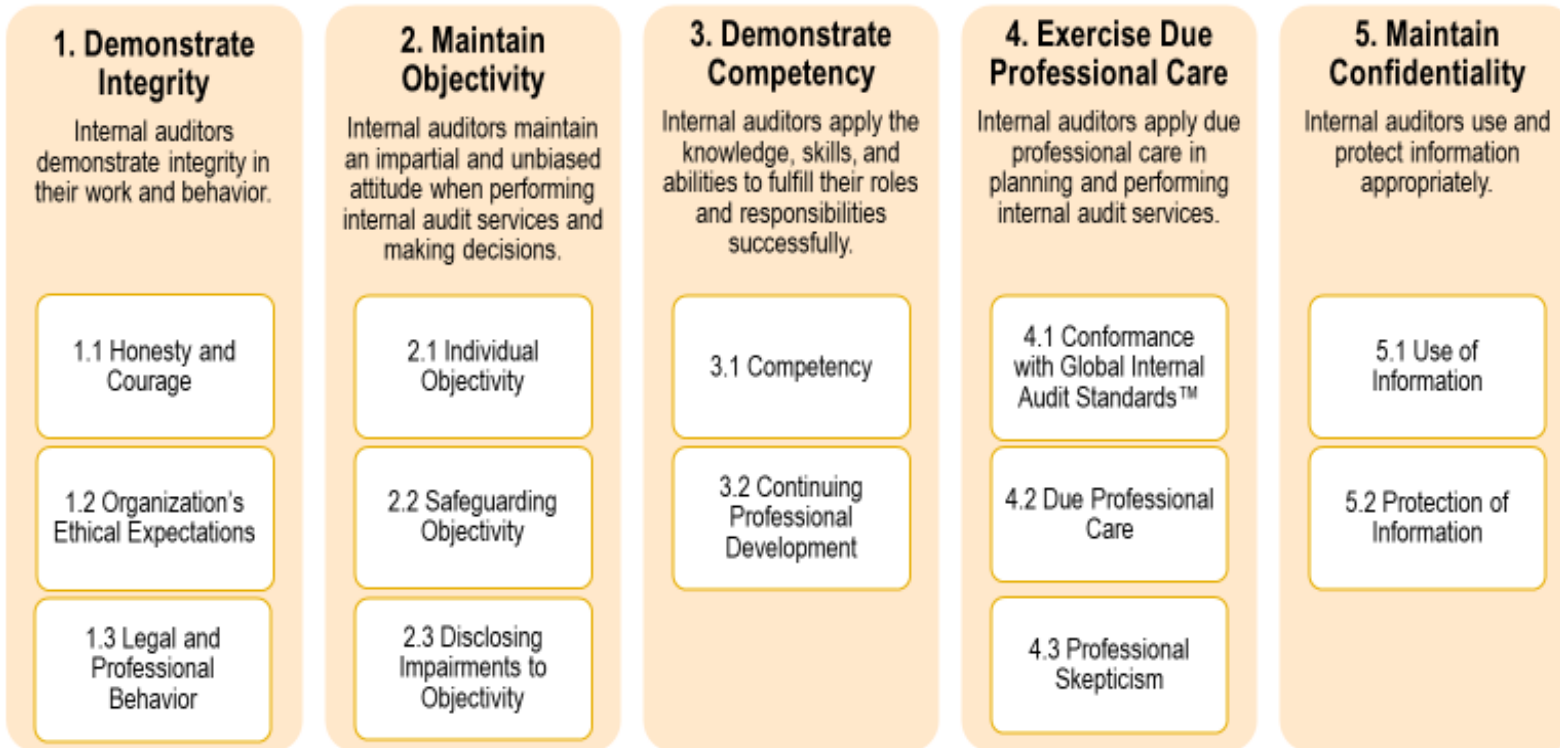 1. Demonstrate
Integrity
Internal auditors
demonstrate integrity in
their work and behavior.
1.1 Honesty and
Courage
1.2 Organization's
Ethical Expectations
1.3 Legal and
Professional
Behavior
2. Maintain
Objectivity
Internal auditors maintain
an impartial and unbiased
attitude when performing
internal audit services and
making decisions.
2.1 Individual
Objectivity
2.2 Safeguarding
Objectivity
2.3 Disclosing
Impairments to
Objectivity
3. Demonstrate
Competency
Internal auditors apply the
knowledge, skills, and
abilities to fulfill their roles
and responsibilities
successfully.
3.1 Competency
3.2 Continuing
Professional
Development
4. Exercise Due
Professional Care
Internal auditors apply due
professional care in
planning and performing
internal audit services.
4.1 Conformance
with Global Internal
Audit Standards™
4.2 Due Professional
Care
4.3 Professional
Skepticism
5. Maintain
Confidentiality
Internal auditors use and
protect information
appropriately.
5.1 Use of
Information
5.2 Protection of
Information